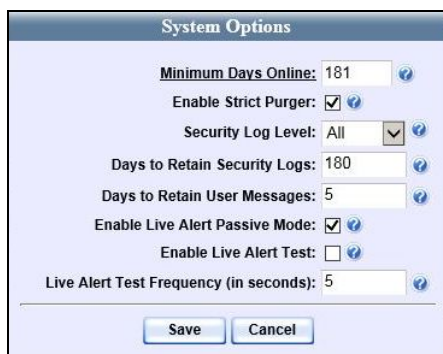 System Options
Minimum Days Online: 181
Enable Strict Purger:
Security Log Level: All
Days to Retain Security Logs: 180
Days to Retain User Messages: 5
Enable Live Alert Passive Mode:
Enable Live Alert Test:
Live Alert Test Frequency (in seconds): 5
Save Cancel